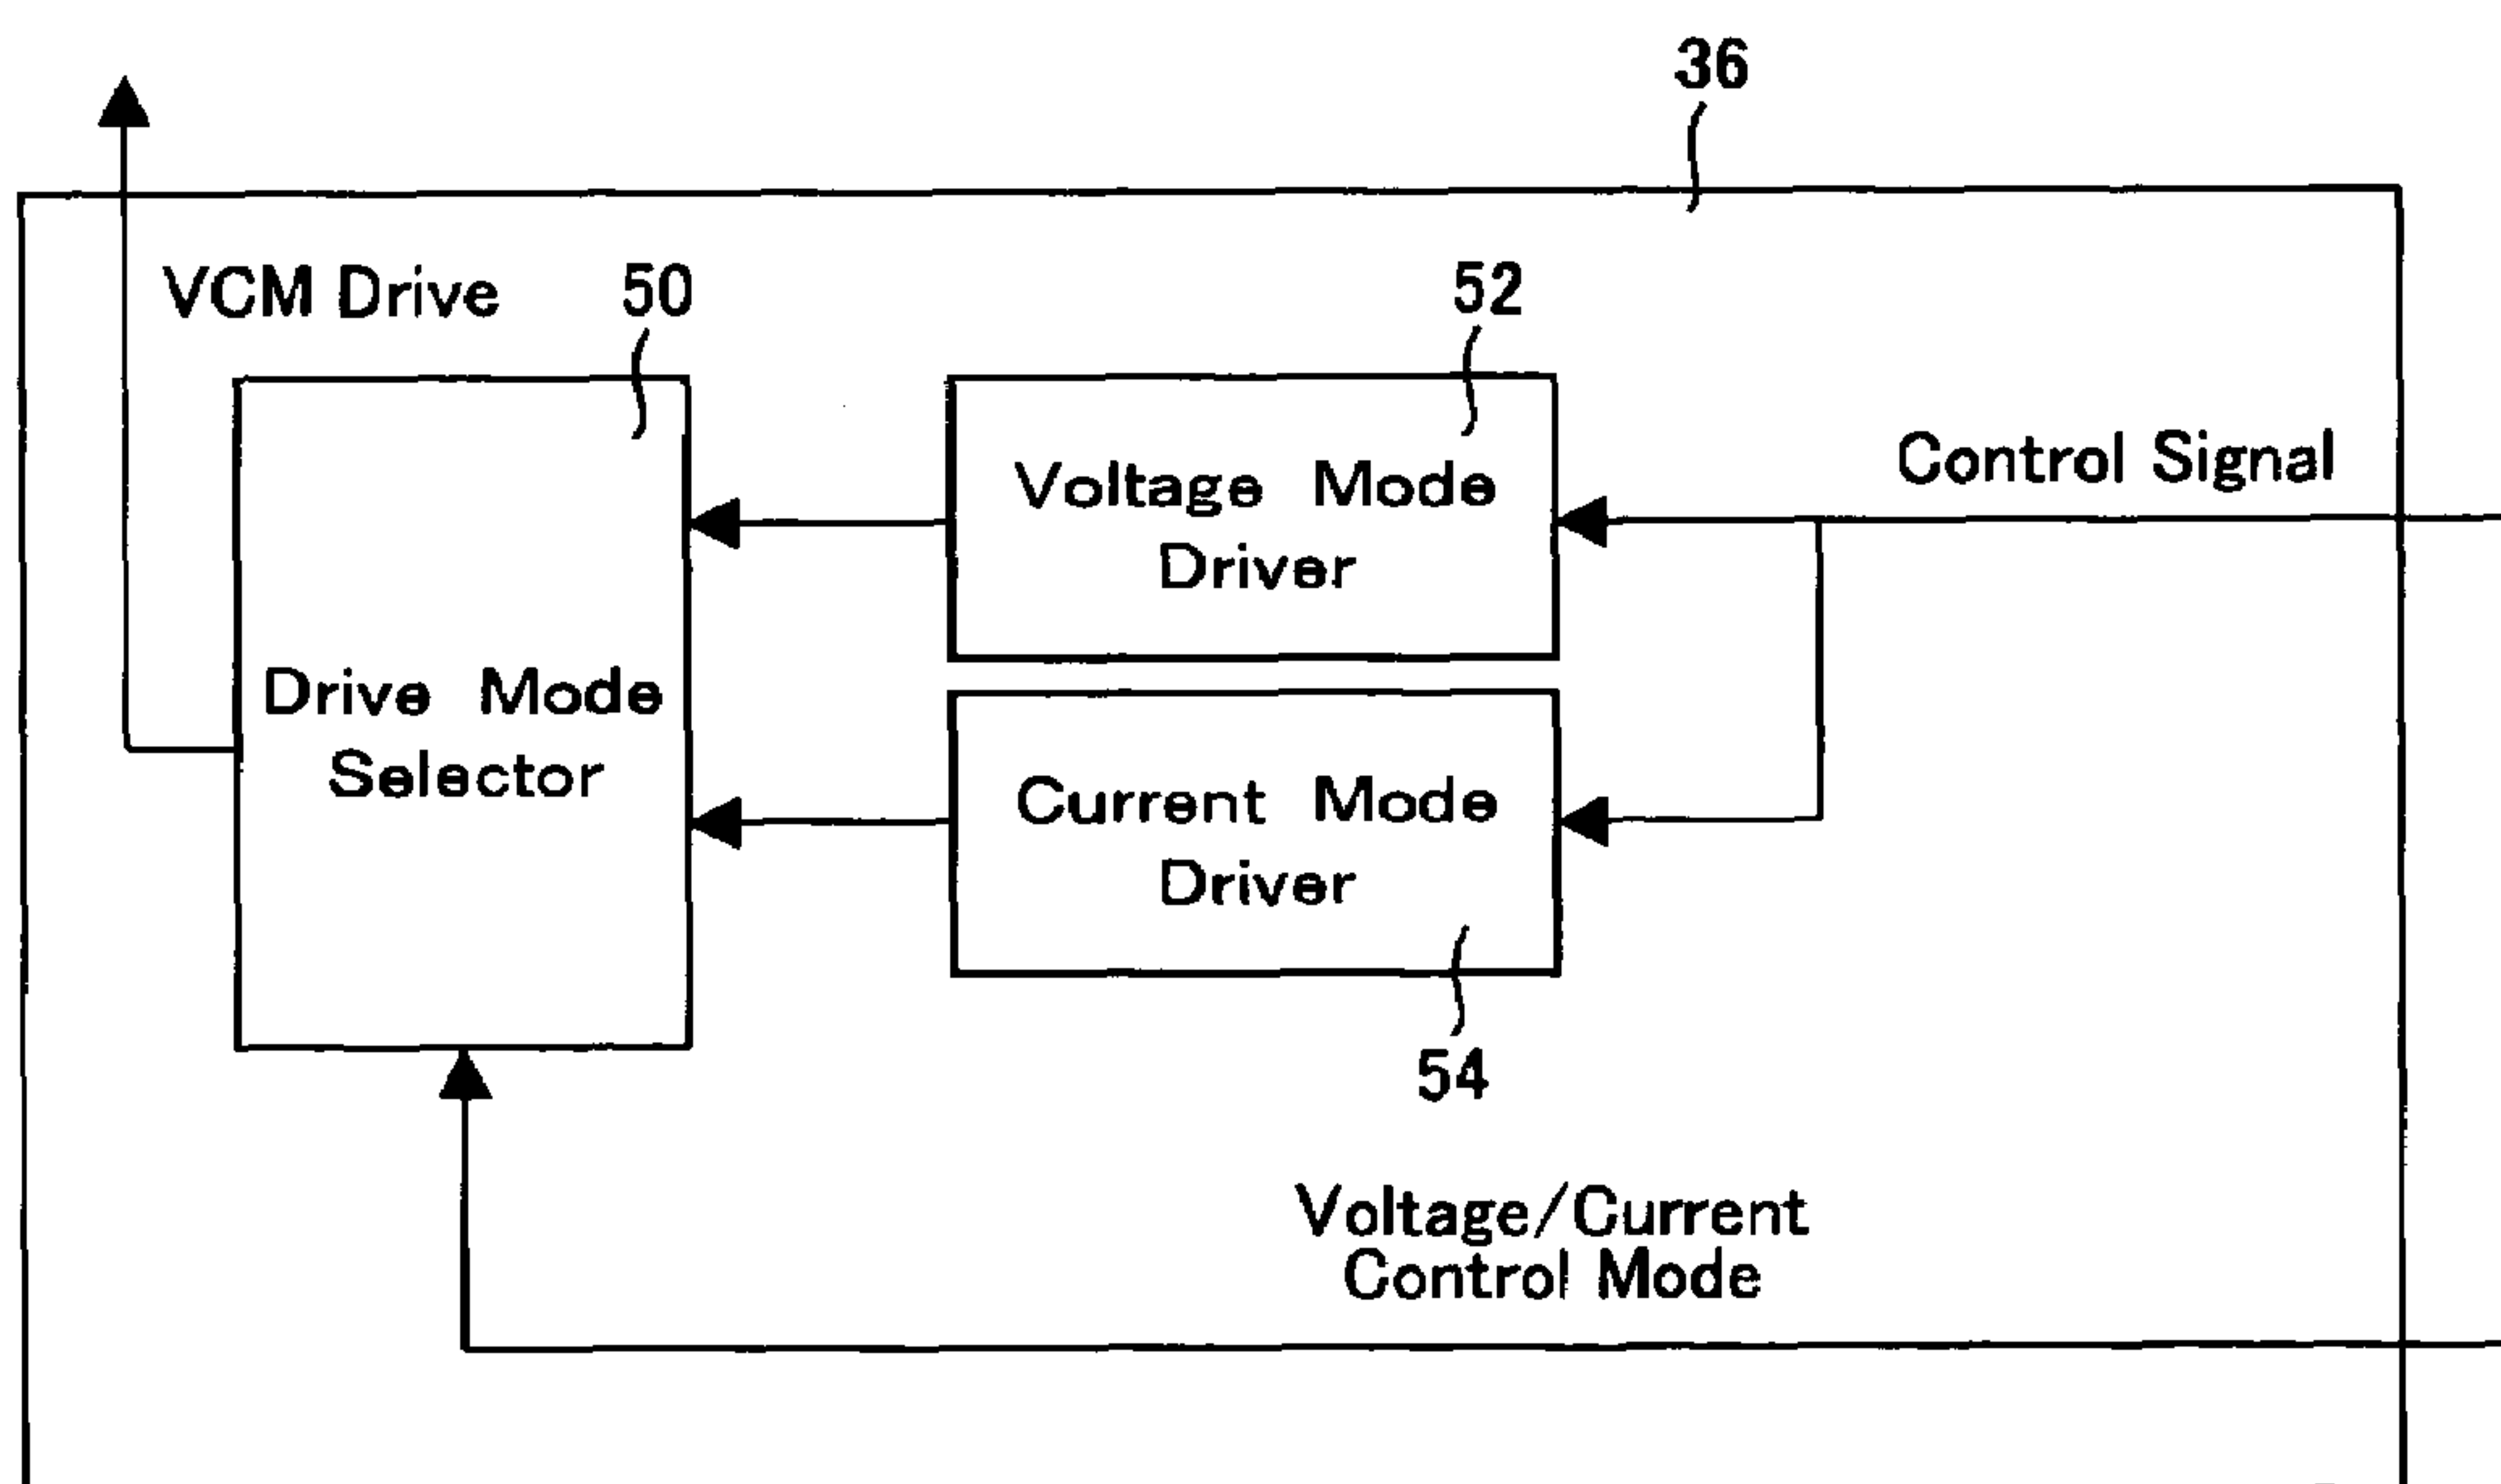 36
VCM Drive
50
52
Control Signal
Voltage Mode
Driver
Drive Mode
Selector
Current Mode
Driver
54
Voltage/Current
Control Mode